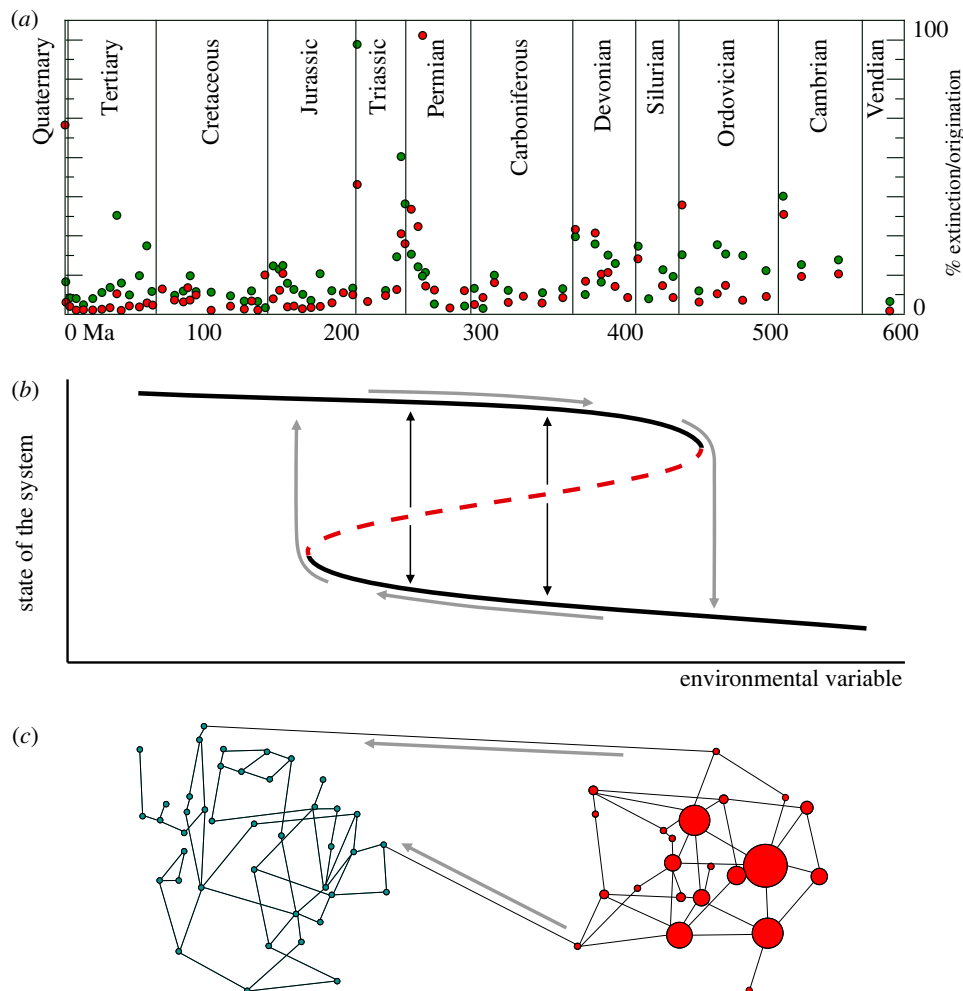 (a)
Quaternary
Tertiary
Cretaceous
Jurassic
Triassic
Permian
Carboniferous
Devonian
Silurian
Ordovician
Cambrian
Vendian
100
0
% extinction/origination
0 Ma
100
200
300
400
500
600
(b)
state of the system
environmental variable
(c)